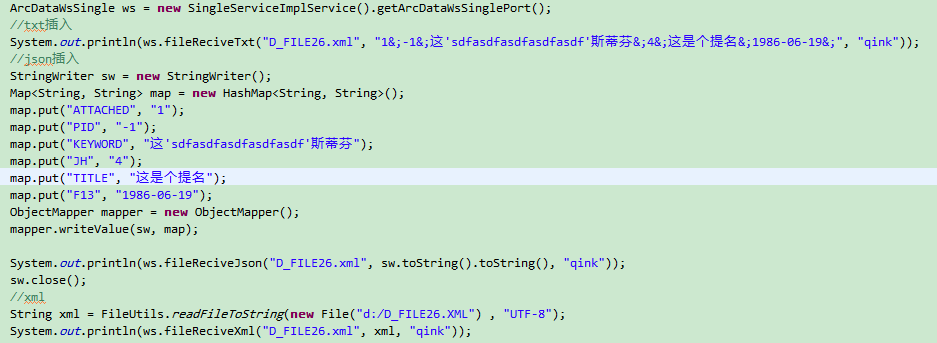 ArcDataWsSingle ws = new SingleServiceImplService().getArcDataWsSinglePort();
//txt插入
System.out.println(ws.fileReciveTxt("D_FILE26.xml", "1&;-1&;这'sdfasdfasdfasdfasdf'斯蒂芬&;4&;这是个提名&;1986-06-19&;", "qink"));
//json插入
StringWriter sw = new StringWriter();
Map<String, String> map = new HashMap<String, String>();
map.put("ATTACHED", "1");
map.put("PID", "-1");
map.put("KEYWORD", "这'sdfasdfasdfasdfasdf'斯蒂芬");
map.put("JH", "4");
map.put("TITLE", "这是个提名");
map.put("F13", "1986-06-19");
ObjectMapper mapper = new ObjectMapper();
mapper.writeValue(sw, map);
System.out.println(ws.fileReciveJson("D_FILE26.xml", sw.toString().toString(), "qink"));
sw.close();
//xml
String xml = FileUtils.readFileToString(new File("d:/D_FILE26.XML") , "UTF-8");
System.out.println(ws.fileReciveXml("D_FILE26.xml", xml, "qink"));